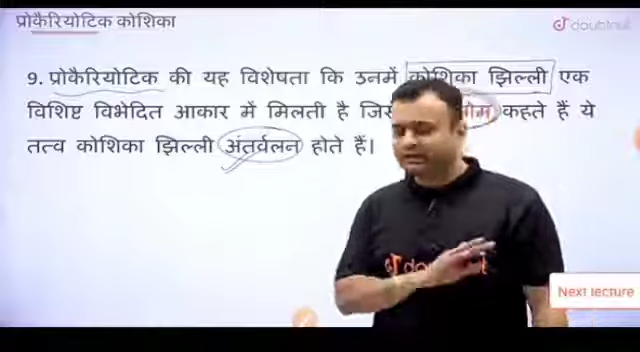 प्रोकैरियोटिक कोशिका
doubtnut
9. प्रोकैरियोटिक की यह विशेषता कि उनमें कोशिका झिल्ली एक
विशिष्ट विभेदित आकार में मिलती है कहते हैं ये
तत्व कोशिका झिल्ली अंतर्वलन होते हैं।
Next lecture